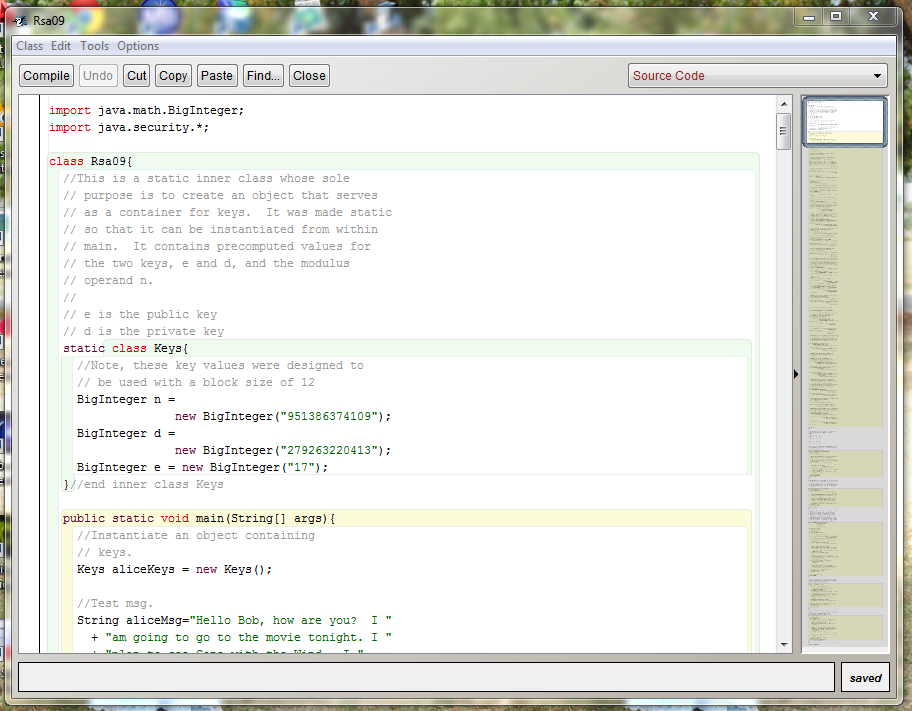 Rsa09
Class Edit Tools Options
Compile Undo Cut Copy Paste Find... Close Source Code
import java.math.BigInteger;
import java.security.*;
class Rsa09{
//This is a static inner class whose sole
// purpose is to create an object that serves
// as a container for keys.  It was made static
// so that it can be instantiated from within
// main.  It contains precomputed values for
// the two keys, e and d, and the modulus
// operand n.
//
// e is the public key
// d is the private key
static class Keys{
//Note, these key values were designed to
// be used with a block size of 12
BigInteger n =
new BigInteger("951386374109");
BigInteger d =
new BigInteger("279263220413");
BigInteger e = new BigInteger("17");
}//end inner class Keys
public static void main(String[] args){
//Instantiate an object containing
// keys.
Keys aliceKeys = new Keys();
//Test msg.
String aliceMsg="Hello Bob, how are you?  I "
+ "am going to go to the movie tonight. I "
+ "plan to see Gone with the Wind.  I "
saved